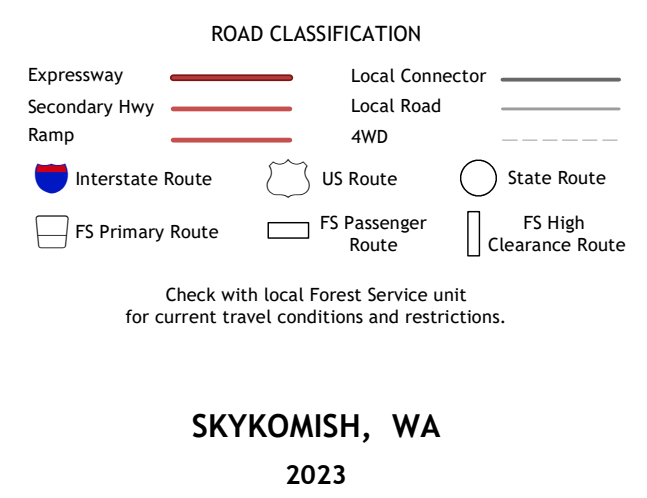 ROAD CLASSIFICATION
Expressway
Local Connector
Secondary Hwy
Local Road
Ramp
4WD
Interstate Route
US Route
State Route
FS Primary Route
FS Passenger
Route
FS High
Clearance Route
Check with local Forest Service unit
for current travel conditions and restrictions.
SKYKOMISH, WA
2023